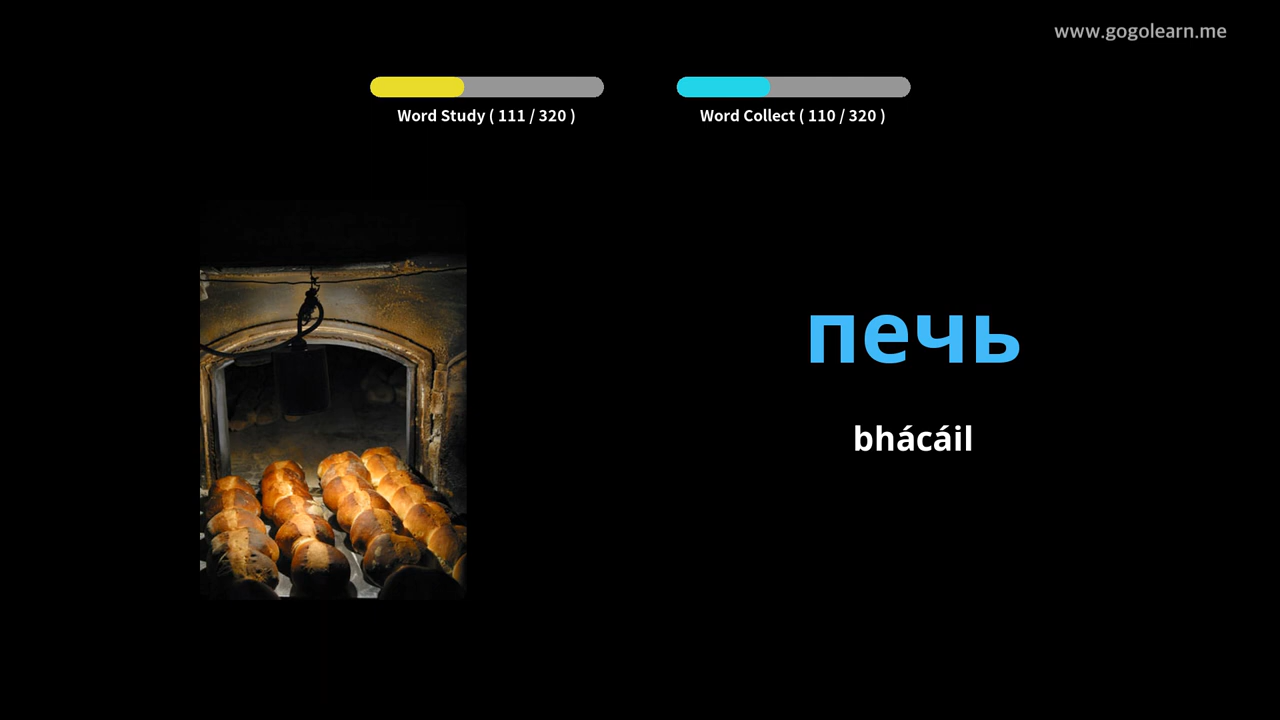 www.gogolearn.me
Word Study ( 111 / 320 )
Word Collect ( 110 / 320 )
печь
bhácáil